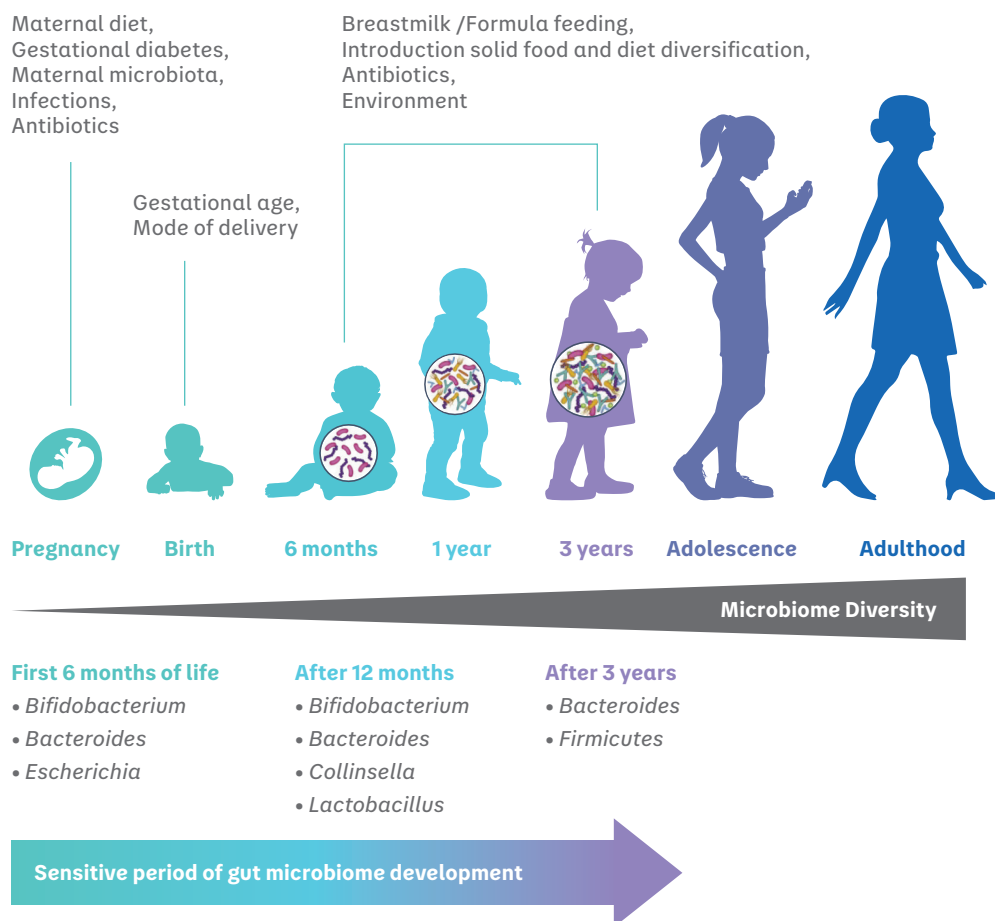 Maternal diet,
Gestational diabetes,
Maternal microbiota,
Infections,
Antibiotics
Breastmilk /Formula feeding,
Introduction solid food and diet diversification,
Antibiotics,
Environment
Gestational age,
Mode of delivery
Pregnancy
Birth
6 months
1 year
3 years
Adolescence
Adulthood
Microbiome Diversity
First 6 months of life
• Bifidobacterium
• Bacteroides
• Escherichia
After 12 months
• Bifidobacterium
• Bacteroides
• Collinsella
• Lactobacillus
After 3 years
• Bacteroides
• Firmicutes
Sensitive period of gut microbiome development